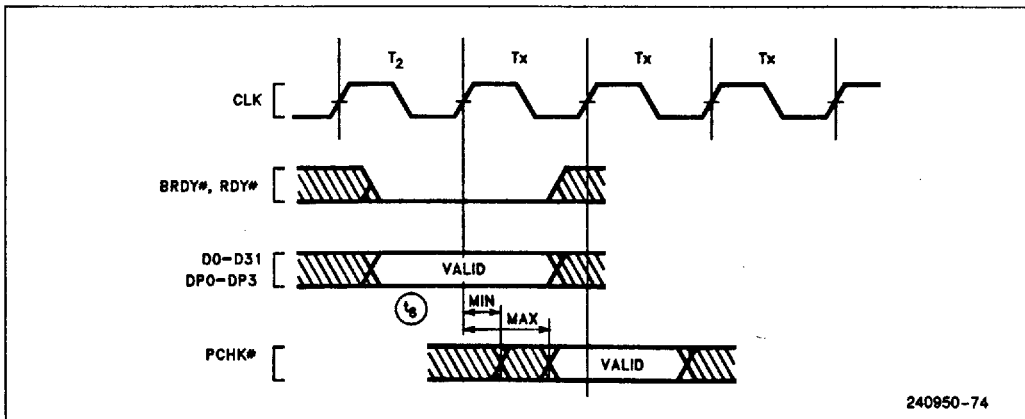 T2 Tx Tx Tx
CLK
BRDY#, RDY#
D0-D31
DP0-DP3
VALID
t6
MIN
MAX
PCHK#
VALID
240950-74